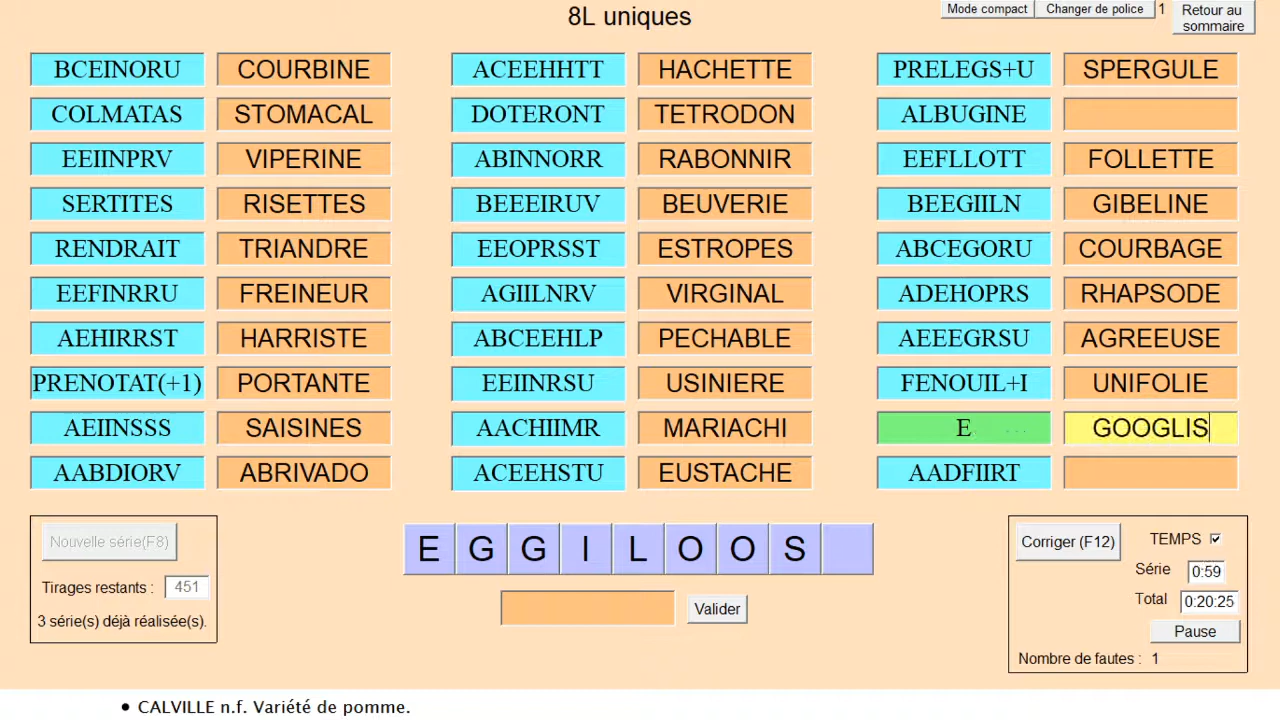 8L uniques
Mode compact Changer de police 1 Retour au sommaire
BCEINORU COURBINE ACEEHHTT HACHETTE PRELEGS+U SPERGULE
COLMATAS STOMACAL DOTERONT TETRODON ALBUGINE
EEIINPRV VIPERINE ABINNORR RABONNIR EEFLLOTT FOLLETTE
SERTITES RISETTES BEEEIRUV BEUVERIE BEEGIILN GIBELINE
RENDRAIT TRIANDRE EEOPRSST ESTROPES ABCEGORU COURBAGE
EEFINRRU FREINEUR AGIILNRV VIRGINAL ADEHOPRS RHAPSODE
AEHIRRST HARRISTE ABCEEHLP PECHABLE AEEEGRSU AGREEUSE
PRENOTAT(+1) PORTANTE EEIINRSU USINIERE FENOUIL+I UNIFOLIE
AEIINSSS SAISINES AACHIIMR MARIACHI E GOOGLIS
AABDIORV ABRIVADO ACEEHSTU EUSTACHE AADFIIRT
E G G I L O O S
Nouvelle série(F8)
Tirages restants : 451
3 série(s) déjà réalisée(s).
Valider
Corriger (F12) TEMPS
Série 0:59
Total 0:20:25
Pause
Nombre de fautes : 1
• CALVILLE n.f. Variété de pomme.